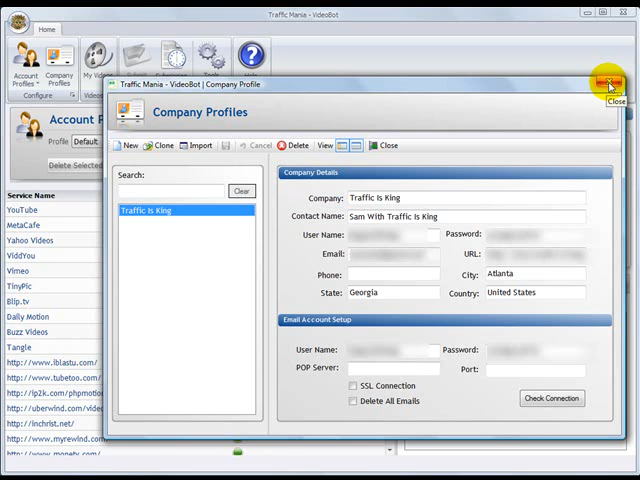 Traffic Mania - VideoBot
Home
Account Profiles
Company Profiles
My Videos
Tools
Help
Configure
Traffic Mania - VideoBot | Company Profile
Close
Company Profiles
New Clone Import Cancel Delete View Close
Account P
Profile Default
Delete Selected
Service Name
YouTube
MetaCafe
Yahoo Videos
ViddYou
Vimeo
TinyPic
Blip.tv
Daily Motion
Buzz Videos
Tangle
http://www.iblastu.com/
http://www.tubetoo.com/
http://ip2k.com/phpmotion
http://uberwind.com/video
http://inchrist.net/
http://www.myrewind.com/
http://www.monetv.com/
Search:
Clear
Traffic Is King
Company Details
Company: Traffic Is King
Contact Name: Sam With Traffic Is King
User Name: Password:
Email: URL:
Phone: City: Atlanta
State: Georgia Country: United States
Email Account Setup
User Name: Password:
POP Server: Port:
SSL Connection
Delete All Emails
Check Connection